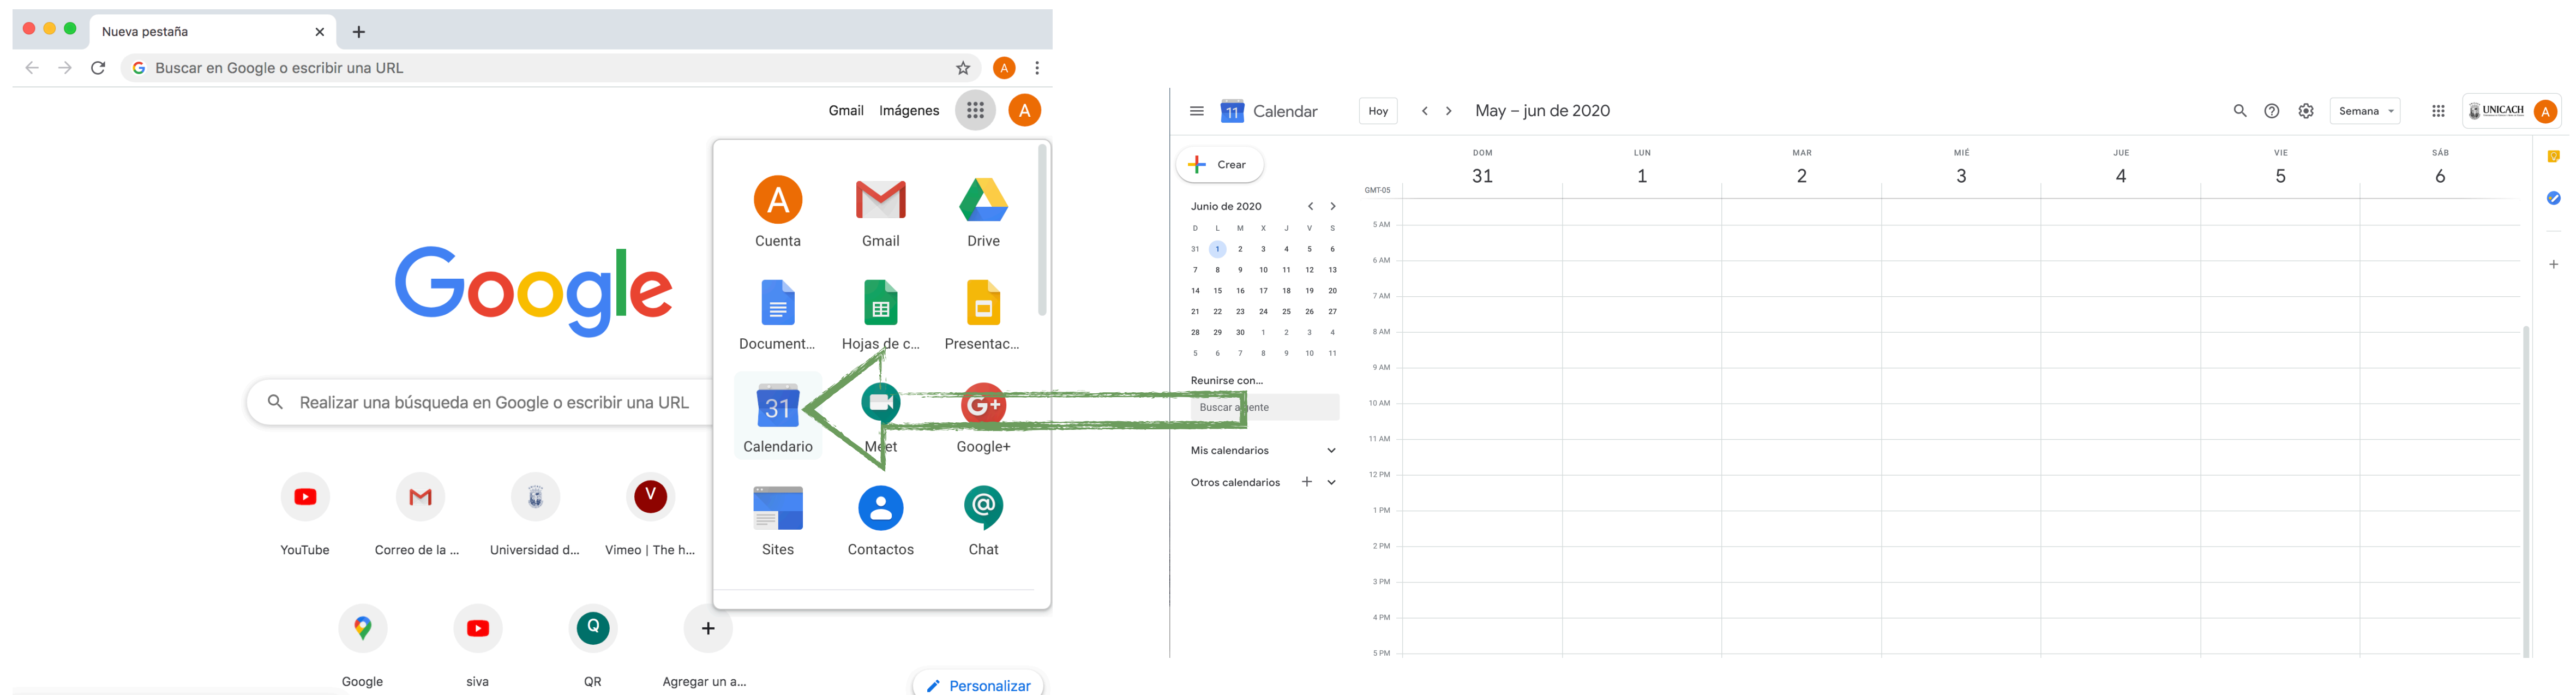 Nueva pestaña
Buscar en Google o escribir una URL
A
Gmail Imágenes
A
A
Cuenta Gmail Drive
Google
Document... Hojas de c... Presentac...
Realizar una búsqueda en Google o escribir una URL
31
G+
Calendario Meet Google+
V
YouTube Correo de la ... Universidad d... Vimeo | The h...
@
Sites Contactos Chat
Q
Google siva QR Agregar un a...
Personalizar
11 Calendar Hoy May – jun de 2020 Semana UNICACH A
Crear
DOM LUN MAR MIÉ JUE VIE SÁB
31 1 2 3 4 5 6
GMT-05
Junio de 2020
D L M X J V S
31 1 2 3 4 5 6
7 8 9 10 11 12 13
14 15 16 17 18 19 20
21 22 23 24 25 26 27
28 29 30 1 2 3 4
5 6 7 8 9 10 11
Reunirse con...
Buscar a gente
Mis calendarios
Otros calendarios
5 AM
6 AM
7 AM
8 AM
9 AM
10 AM
11 AM
12 PM
1 PM
2 PM
3 PM
4 PM
5 PM